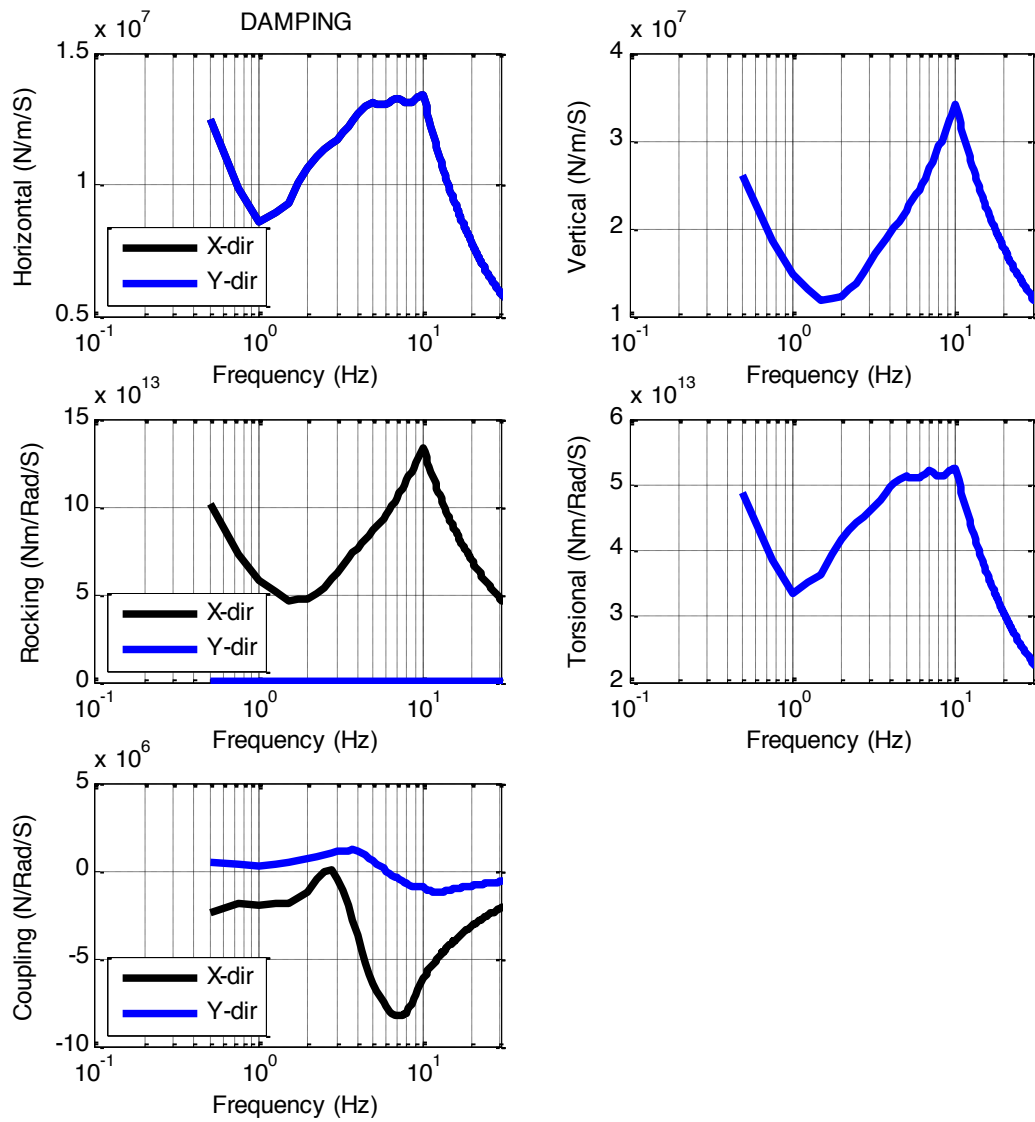 DAMPING
x 10^7
1.5
1
0.5
Horizontal (N/m/S)
X-dir
Y-dir
10^-1 10^0 10^1
Frequency (Hz)
x 10^7
4
3
2
1
Vertical (N/m/S)
10^-1 10^0 10^1
Frequency (Hz)
x 10^13
15
10
5
0
Rocking (Nm/Rad/S)
X-dir
Y-dir
10^-1 10^0 10^1
Frequency (Hz)
x 10^13
6
5
4
3
2
Torsional (Nm/Rad/S)
10^-1 10^0 10^1
Frequency (Hz)
x 10^6
5
0
-5
-10
Coupling (N/Rad/S)
X-dir
Y-dir
10^-1 10^0 10^1
Frequency (Hz)